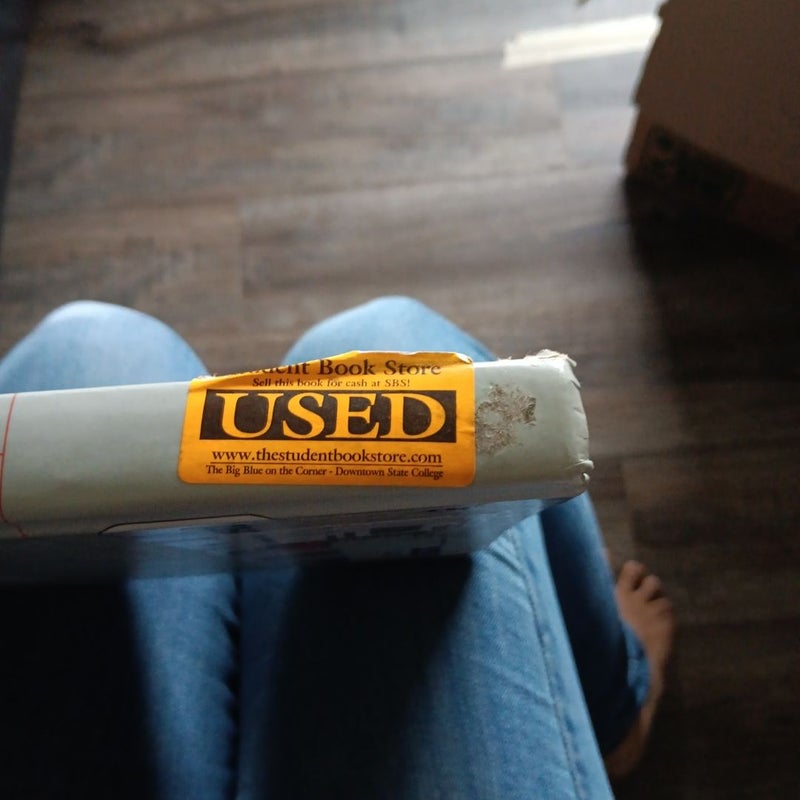 Book Store
Sell this book for cash at SBS!
USED
www.thestudentbookstore.com
The Big Blue on the Corner - Downtown State College